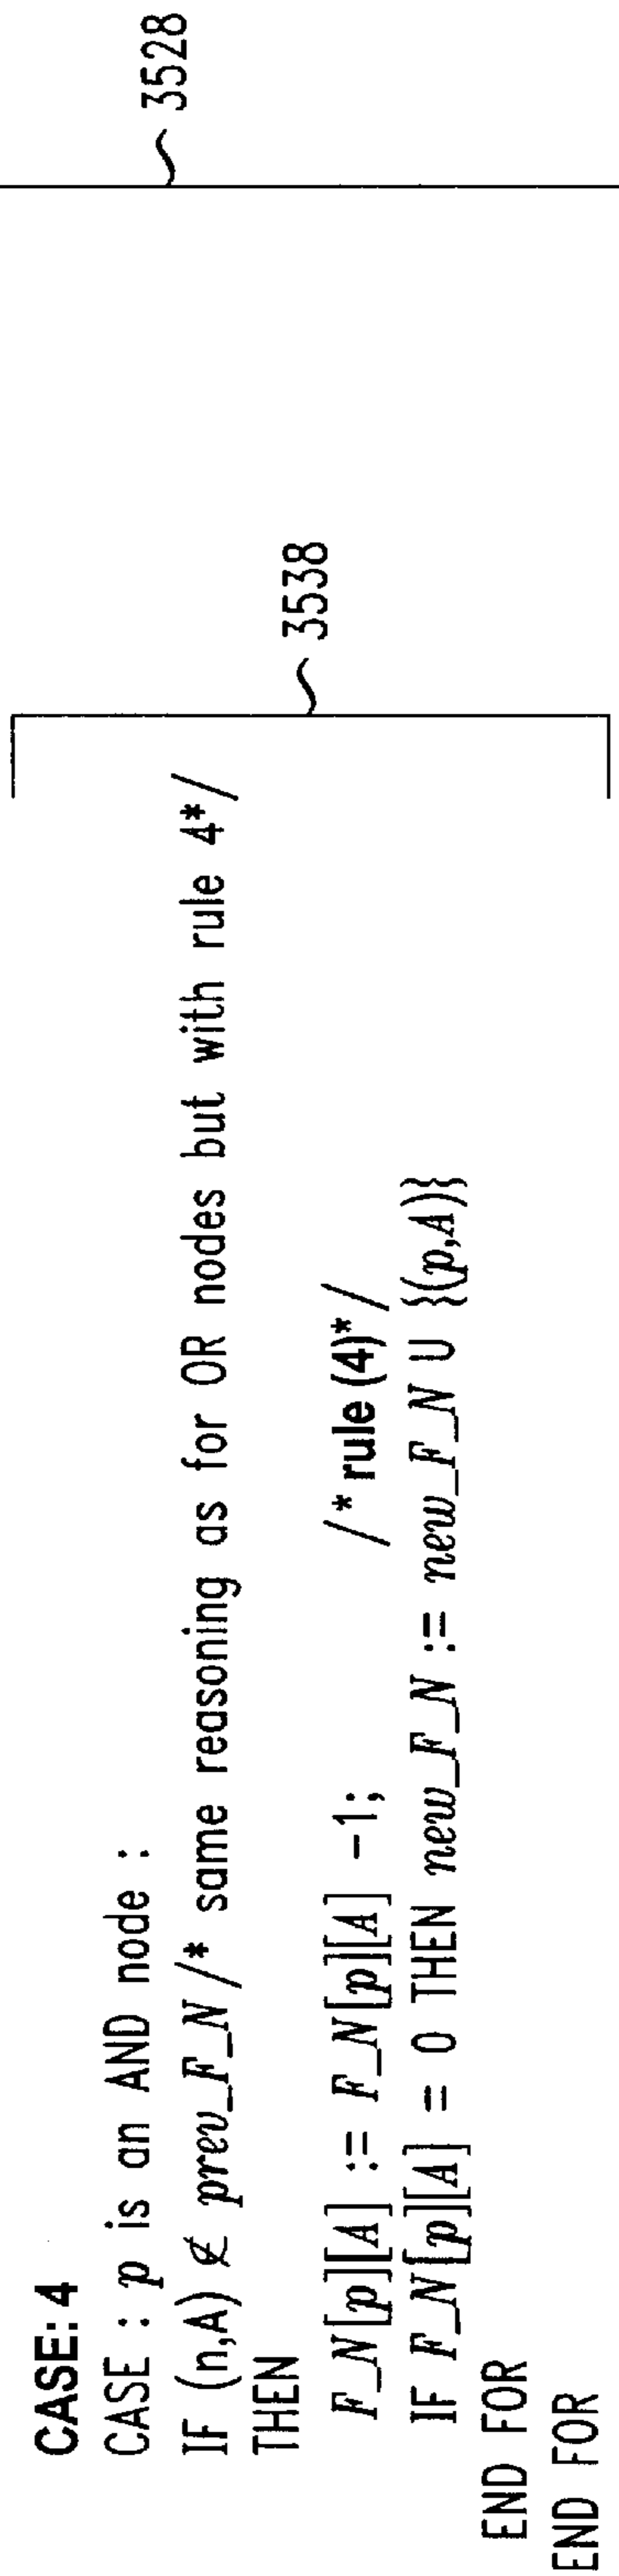 CASE: 4
CASE : p is an AND node :
IF (n,A) ∉ prev_F_N /* same reasoning as for OR nodes but with rule 4*/
THEN
F_N[p][A] := F_N[p][A] -1; /* rule (4)* /
IF F_N[p][A] = 0 THEN new_F_N := new_F_N U {(p,A)}
END FOR
END FOR
3538
3528